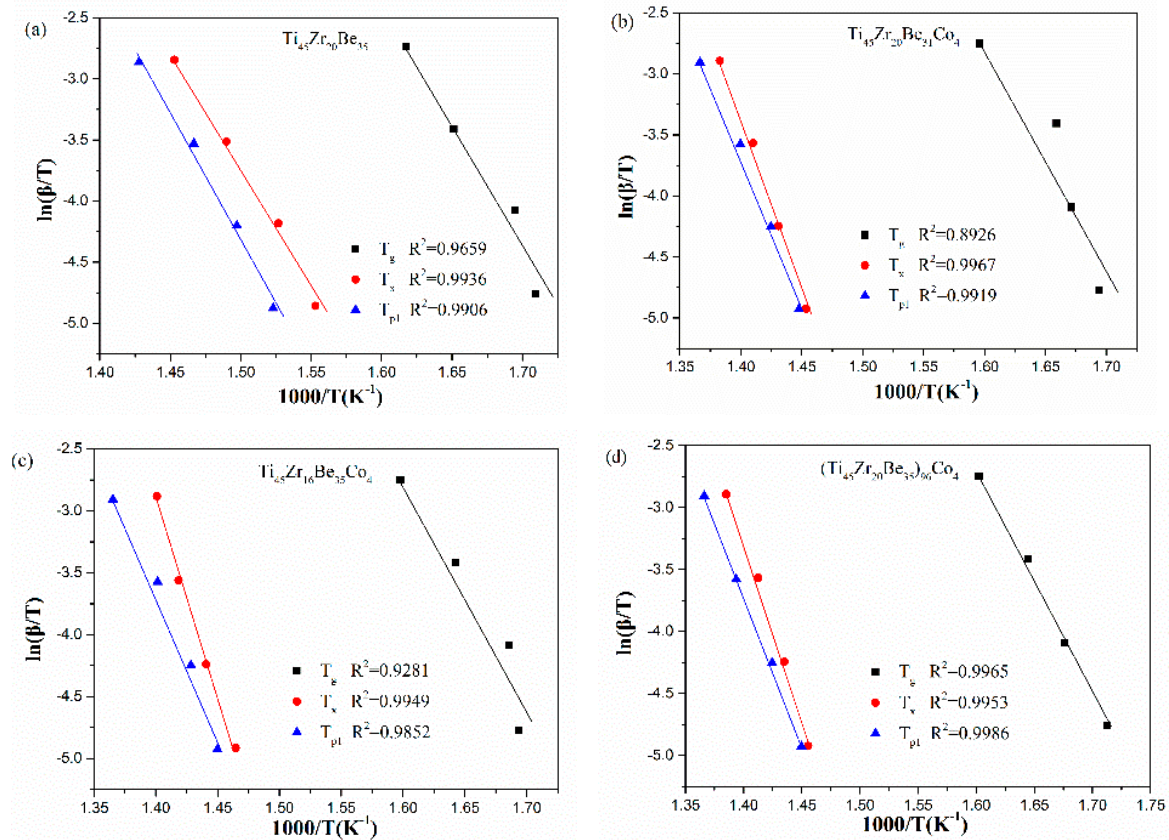 (a)
Ti45Zr20Be35
ln(β/T)
-2.5
-3.0
-3.5
-4.0
-4.5
-5.0
Tg R²=0.9659
Tx R²=0.9936
Tp1 R²=0.9906
1.40 1.45 1.50 1.55 1.60 1.65 1.70
1000/T(K⁻¹)
(b)
Ti45Zr20Be31Co4
ln(β/T)
-2.5
-3.0
-3.5
-4.0
-4.5
-5.0
Tg R²=0.8926
Tx R²=0.9967
Tp1 R²=0.9919
1.35 1.40 1.45 1.50 1.55 1.60 1.65 1.70
1000/T(K⁻¹)
(c)
Ti45Zr16Be35Co4
ln(β/T)
-2.5
-3.0
-3.5
-4.0
-4.5
-5.0
Tg R²=0.9281
Tx R²=0.9949
Tp1 R²=0.9852
1.35 1.40 1.45 1.50 1.55 1.60 1.65 1.70
1000/T(K⁻¹)
(d)
(Ti45Zr20Be35)96Co4
ln(β/T)
-2.5
-3.0
-3.5
-4.0
-4.5
-5.0
Tg R²=0.9965
Tx R²=0.9953
Tp1 R²=0.9986
1.35 1.40 1.45 1.50 1.55 1.60 1.65 1.70 1.75
1000/T(K⁻¹)